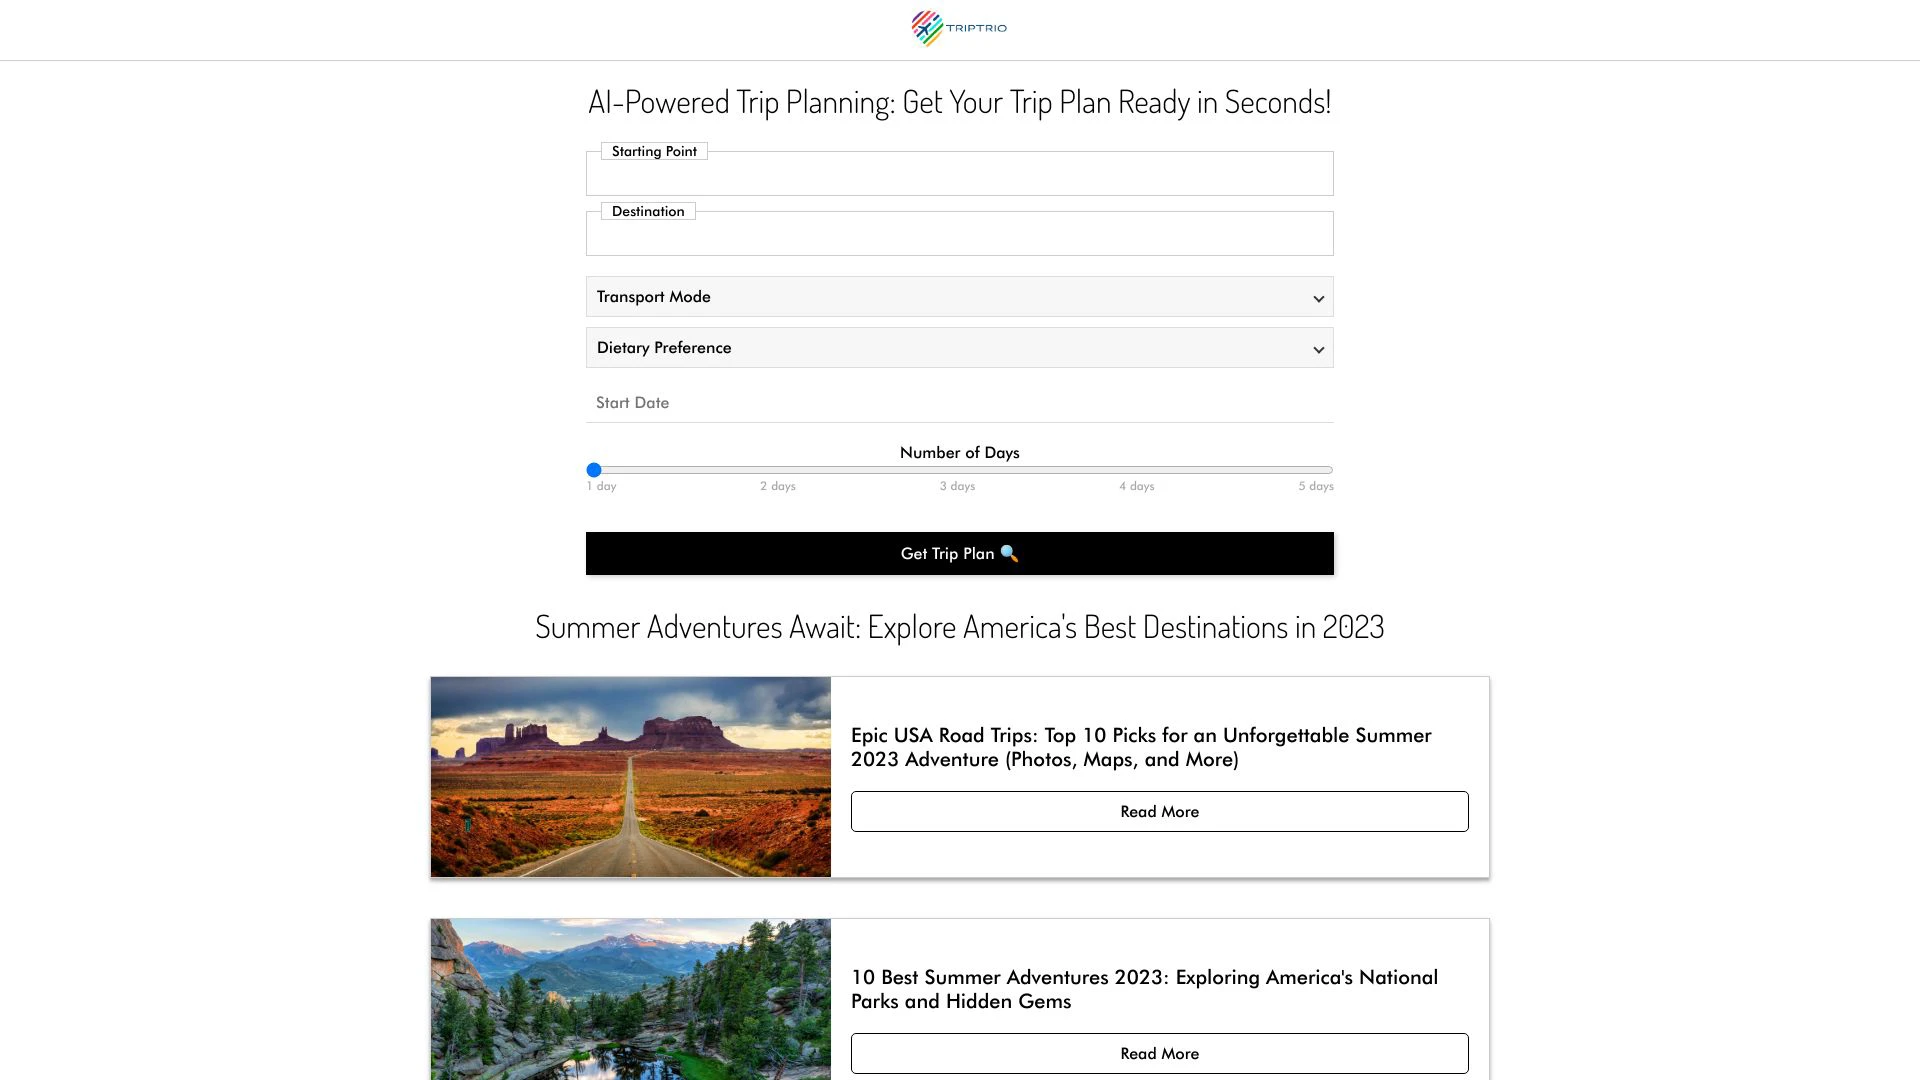 TRIPTRIO
AI-Powered Trip Planning: Get Your Trip Plan Ready in Seconds!
Starting Point
Destination
Transport Mode
Dietary Preference
Start Date
Number of Days
1 day 2 days 3 days 4 days 5 days
Get Trip Plan 🔍
Summer Adventures Await: Explore America's Best Destinations in 2023
Epic USA Road Trips: Top 10 Picks for an Unforgettable Summer
2023 Adventure (Photos, Maps, and More)
Read More
10 Best Summer Adventures 2023: Exploring America's National
Parks and Hidden Gems
Read More